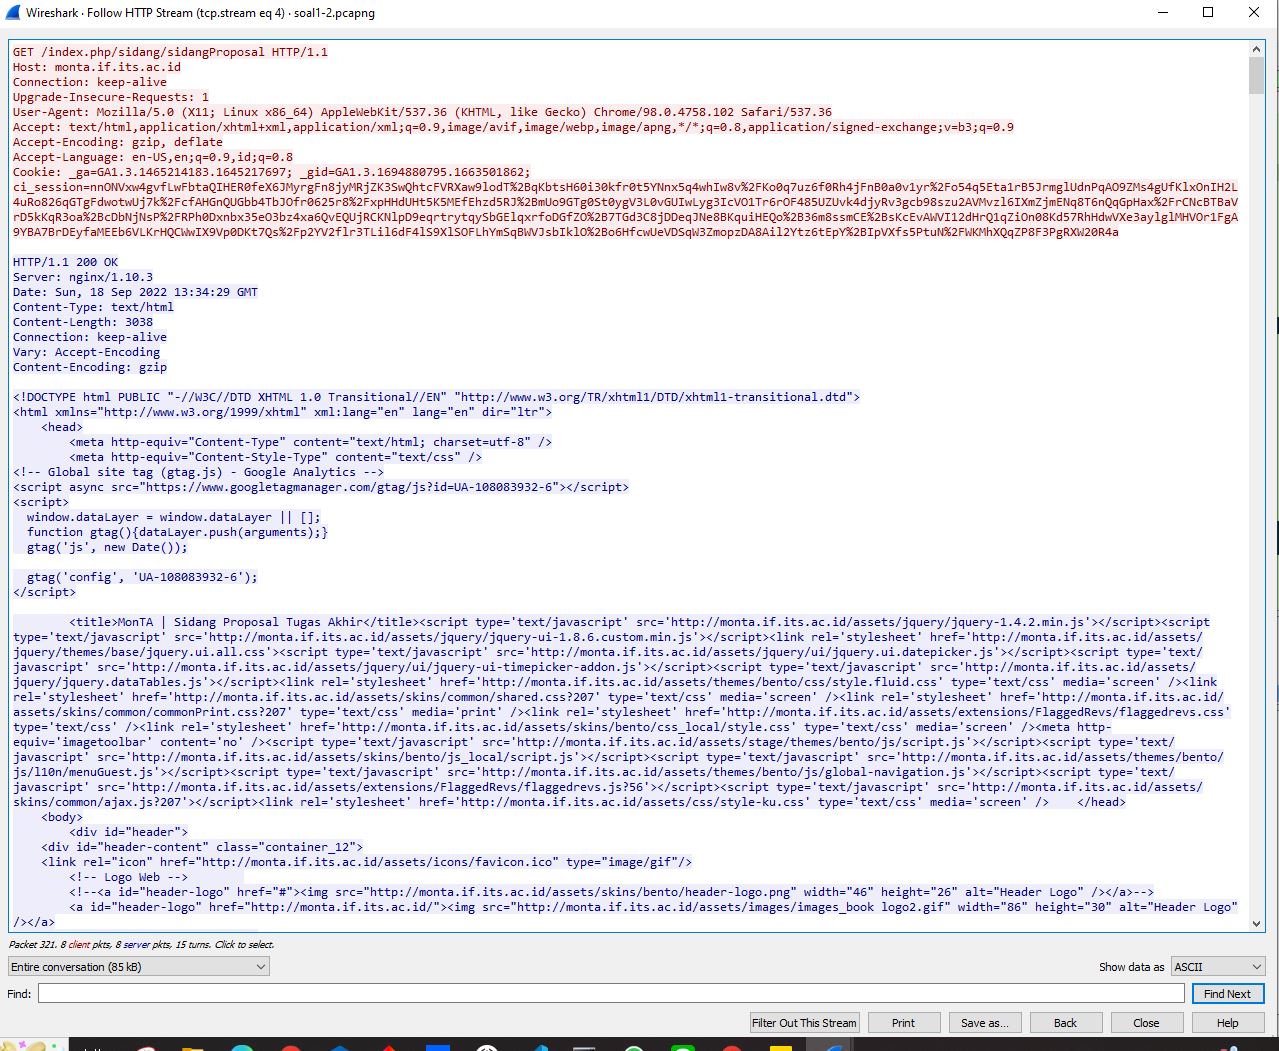 Wireshark · Follow HTTP Stream (tcp.stream eq 4) · soal1-2.pcapng
GET /index.php/sidang/sidangProposal HTTP/1.1
Host: monta.if.its.ac.id
Connection: keep-alive
Upgrade-Insecure-Requests: 1
User-Agent: Mozilla/5.0 (X11; Linux x86_64) AppleWebKit/537.36 (KHTML, like Gecko) Chrome/98.0.4758.102 Safari/537.36
Accept: text/html,application/xhtml+xml,application/xml;q=0.9,image/avif,image/webp,image/apng,*/*;q=0.8,application/signed-exchange;v=b3;q=0.9
Accept-Encoding: gzip, deflate
Accept-Language: en-US,en;q=0.9,id;q=0.8
Cookie: _ga=GA1.3.1465214183.1645217697; _gid=GA1.3.1694880795.1663501862;
HTTP/1.1 200 OK
Server: nginx/1.10.3
Date: Sun, 18 Sep 2022 13:34:29 GMT
Content-Type: text/html
Content-Length: 3038
Connection: keep-alive
Vary: Accept-Encoding
Content-Encoding: gzip
<!DOCTYPE html PUBLIC "-//W3C//DTD XHTML 1.0 Transitional//EN" "http://www.w3.org/TR/xhtml1/DTD/xhtml1-transitional.dtd">
<html xmlns="http://www.w3.org/1999/xhtml" xml:lang="en" lang="en" dir="ltr">
<head>
<meta http-equiv="Content-Type" content="text/html; charset=utf-8" />
<meta http-equiv="Content-Style-Type" content="text/css" />
<!-- Global site tag (gtag.js) - Google Analytics -->
<script async src="https://www.googletagmanager.com/gtag/js?id=UA-108083932-6"></script>
<script>
window.dataLayer = window.dataLayer || [];
function gtag(){dataLayer.push(arguments);}
gtag('js', new Date());
gtag('config', 'UA-108083932-6');
</script>
<title>MonTA | Sidang Proposal Tugas Akhir</title><script type='text/javascript' src='http://monta.if.its.ac.id/assets/jquery/jquery-1.4.2.min.js'></script><script
type='text/javascript' src='http://monta.if.its.ac.id/assets/jquery/jquery-ui-1.8.6.custom.min.js'></script><link rel='stylesheet' href='http://monta.if.its.ac.id/assets/
jquery/themes/base/jquery.ui.all.css'><script type='text/javascript' src='http://monta.if.its.ac.id/assets/jquery/ui/jquery.ui.datepicker.js'></script><script type='text/
javascript' src='http://monta.if.its.ac.id/assets/jquery/ui/jquery-ui-timepicker-addon.js'></script><script type='text/javascript' src='http://monta.if.its.ac.id/assets/
jquery/jquery.dataTables.js'></script><link rel='stylesheet' href='http://monta.if.its.ac.id/assets/themes/bento/css/style.fluid.css' type='text/css' media='screen' /><link
rel='stylesheet' href='http://monta.if.its.ac.id/assets/skins/common/shared.css?207' type='text/css' media='screen' /><link rel='stylesheet' href='http://monta.if.its.ac.id/
assets/skins/common/commonPrint.css?207' type='text/css' media='print' /><link rel='stylesheet' href='http://monta.if.its.ac.id/assets/extensions/FlaggedRevs/flaggedrevs.css'
type='text/css' /><link rel='stylesheet' href='http://monta.if.its.ac.id/assets/skins/bento/css_local/style.css' type='text/css' media='screen' /><meta http-
equiv='imagetoolbar' content='no' /><script type='text/javascript' src='http://monta.if.its.ac.id/assets/stage/themes/bento/js/script.js'></script><script type='text/
javascript' src='http://monta.if.its.ac.id/assets/skins/bento/js_local/script.js'></script><script type='text/javascript' src='http://monta.if.its.ac.id/assets/themes/bento/
js/l10n/menuGuest.js'></script><script type='text/javascript' src='http://monta.if.its.ac.id/assets/themes/bento/js/global-navigation.js'></script><script type='text/
javascript' src='http://monta.if.its.ac.id/assets/extensions/FlaggedRevs/flaggedrevs.js?56'></script><script type='text/javascript' src='http://monta.if.its.ac.id/assets/
skins/common/ajax.js?207'></script><link rel='stylesheet' href='http://monta.if.its.ac.id/assets/css/style-ku.css' type='text/css' media='screen' />    </head>
<body>
<div id="header">
<div id="header-content" class="container_12">
<link rel="icon" href="http://monta.if.its.ac.id/assets/icons/favicon.ico" type="image/gif"/>
<!-- Logo Web -->
<!--<a id="header-logo" href="#"><img src="http://monta.if.its.ac.id/assets/skins/bento/header-logo.png" width="46" height="26" alt="Header Logo" /></a>-->
<a id="header-logo" href="http://monta.if.its.ac.id/"><img src="http://monta.if.its.ac.id/assets/images/images_book logo2.gif" width="86" height="30" alt="Header Logo"
/></a>
Packet 321. 8 client pkts, 8 server pkts, 15 turns. Click to select.
Entire conversation (85 kB) Show data as ASCII
Find: Find Next
Filter Out This Stream Print Save as... Back Close Help